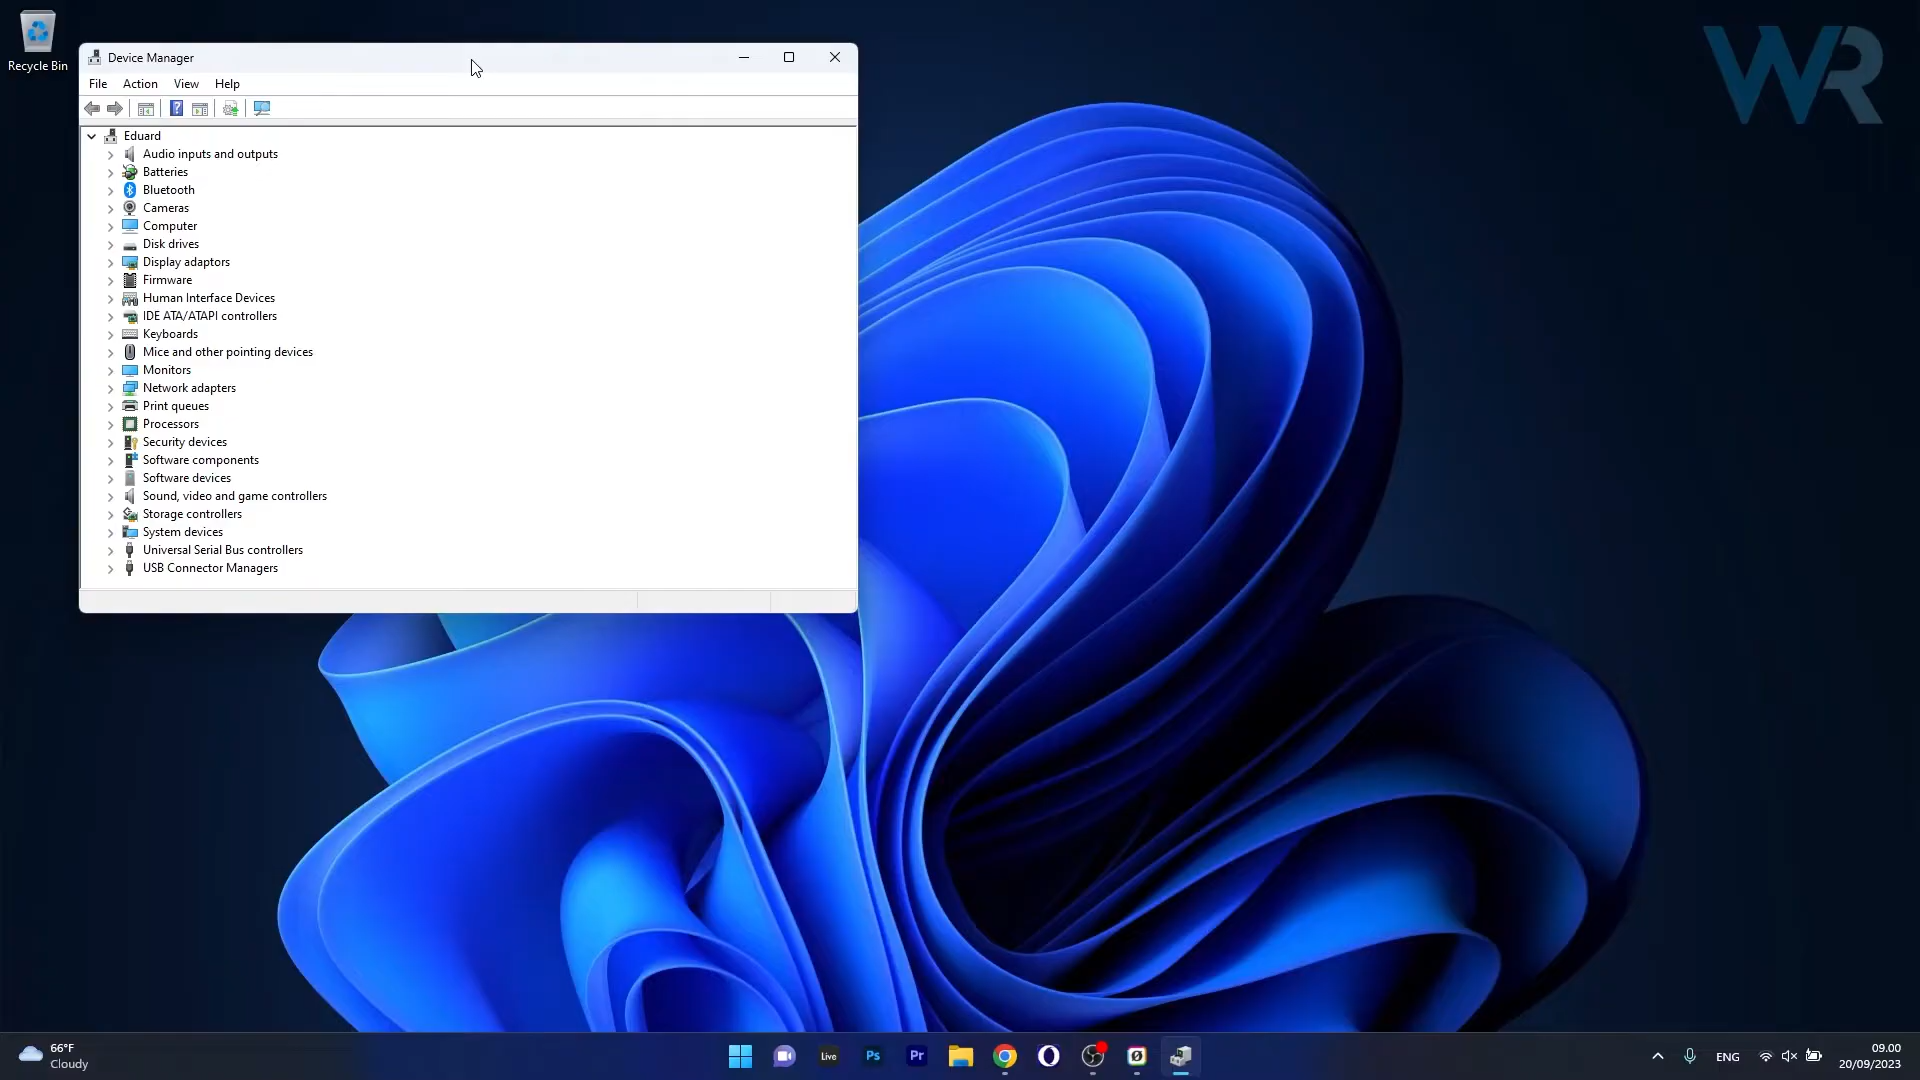 WR
Recycle Bin
Device Manager
File Action View Help
Eduard
Audio inputs and outputs
Batteries
Bluetooth
Cameras
Computer
Disk drives
Display adaptors
Firmware
Human Interface Devices
IDE ATA/ATAPI controllers
Keyboards
Mice and other pointing devices
Monitors
Network adapters
Print queues
Processors
Security devices
Software components
Software devices
Sound, video and game controllers
Storage controllers
System devices
Universal Serial Bus controllers
USB Connector Managers
66°F
Cloudy
Live
Ps
Pr
ENG
09.00
20/09/2023